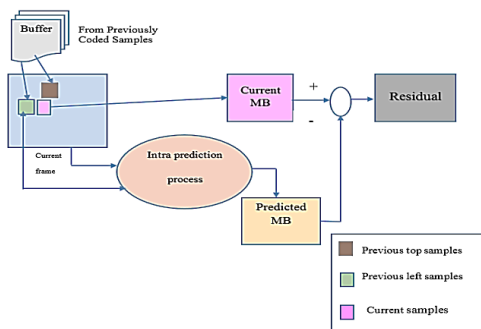 Buffer
From Previously
Coded Samples
Current
MB
+
-
Residual
Current
frame
Intra prediction
process
Predicted
MB
Previous top samples
Previous left samples
Current samples